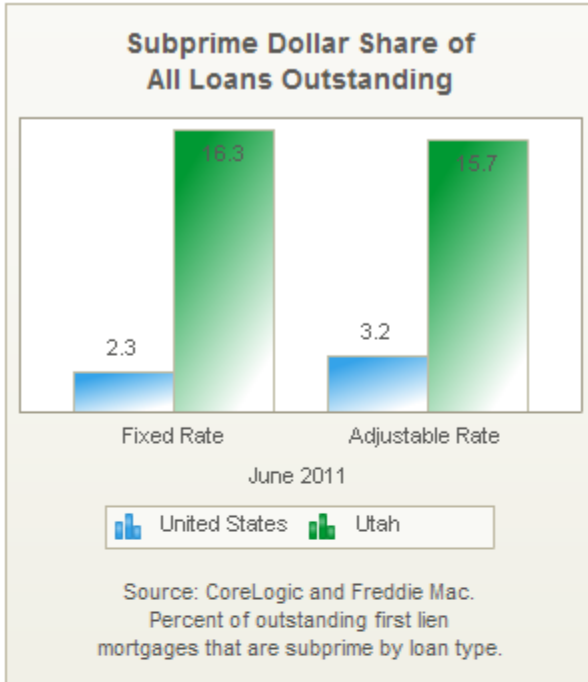 Subprime Dollar Share of
All Loans Outstanding
16.3
15.7
2.3
3.2
Fixed Rate
Adjustable Rate
June 2011
United States
Utah
Source: CoreLogic and Freddie Mac.
Percent of outstanding first lien
mortgages that are subprime by loan type.